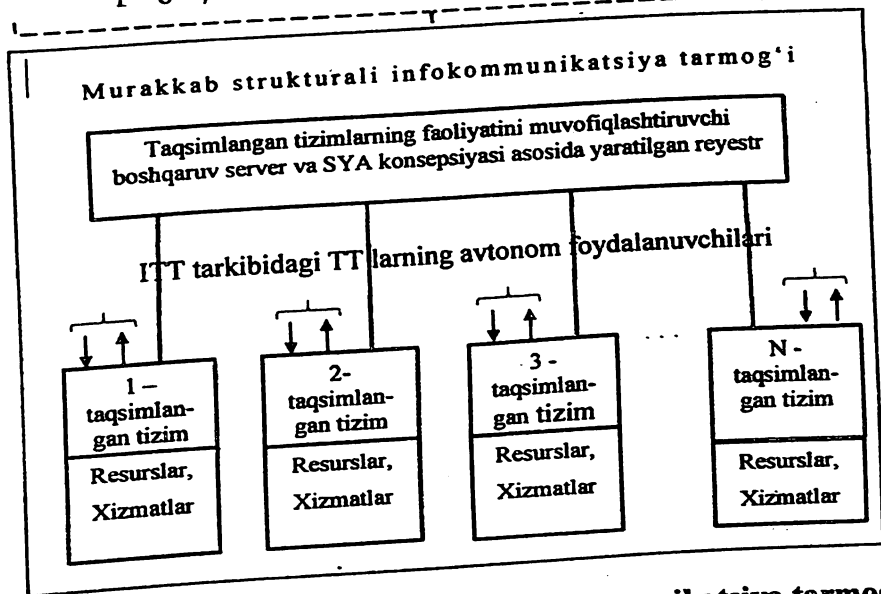 Murakkab strukturali infokommunikatsiya tarmog‘i
Taqsimlangan tizimlarning faoliyatini muvofiqlashtiruvchi
boshqaruv server va SYA konsepsiyasi asosida yaratilgan reyestr
ITT tarkibidagi TT larning avtonom foydalanuvchilari
1 –
taqsimlan-
gan tizim
Resurslar,
Xizmatlar
2-
taqsimlan-
gan tizim
Resurslar,
Xizmatlar
3 -
taqsimlan-
gan tizim
Resurslar,
Xizmatlar
. . . .
N -
taqsimlan-
gan tizim
Resurslar,
Xizmatlar